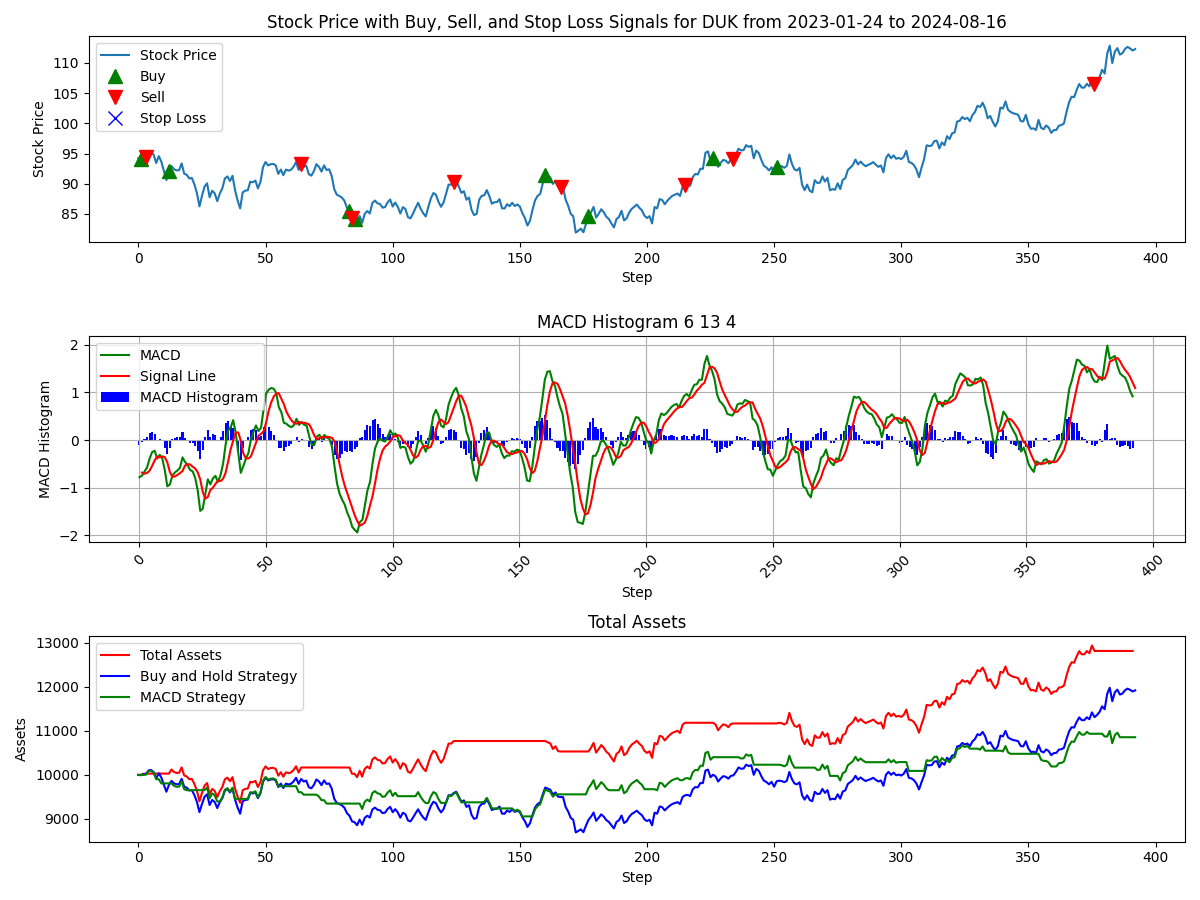 Stock Price with Buy, Sell, and Stop Loss Signals for DUK from 2023-01-24 to 2024-08-16
Stock Price
Buy
Sell
Stop Loss
Stock Price
110
105
100
95
90
85
0 50 100 150 200 250 300 350 400
Step
MACD Histogram 6 13 4
MACD
Signal Line
MACD Histogram
MACD Histogram
2
1
0
−1
−2
0 50 100 150 200 250 300 350 400
Step
Total Assets
Total Assets
Buy and Hold Strategy
MACD Strategy
Assets
13000
12000
11000
10000
9000
0 50 100 150 200 250 300 350 400
Step